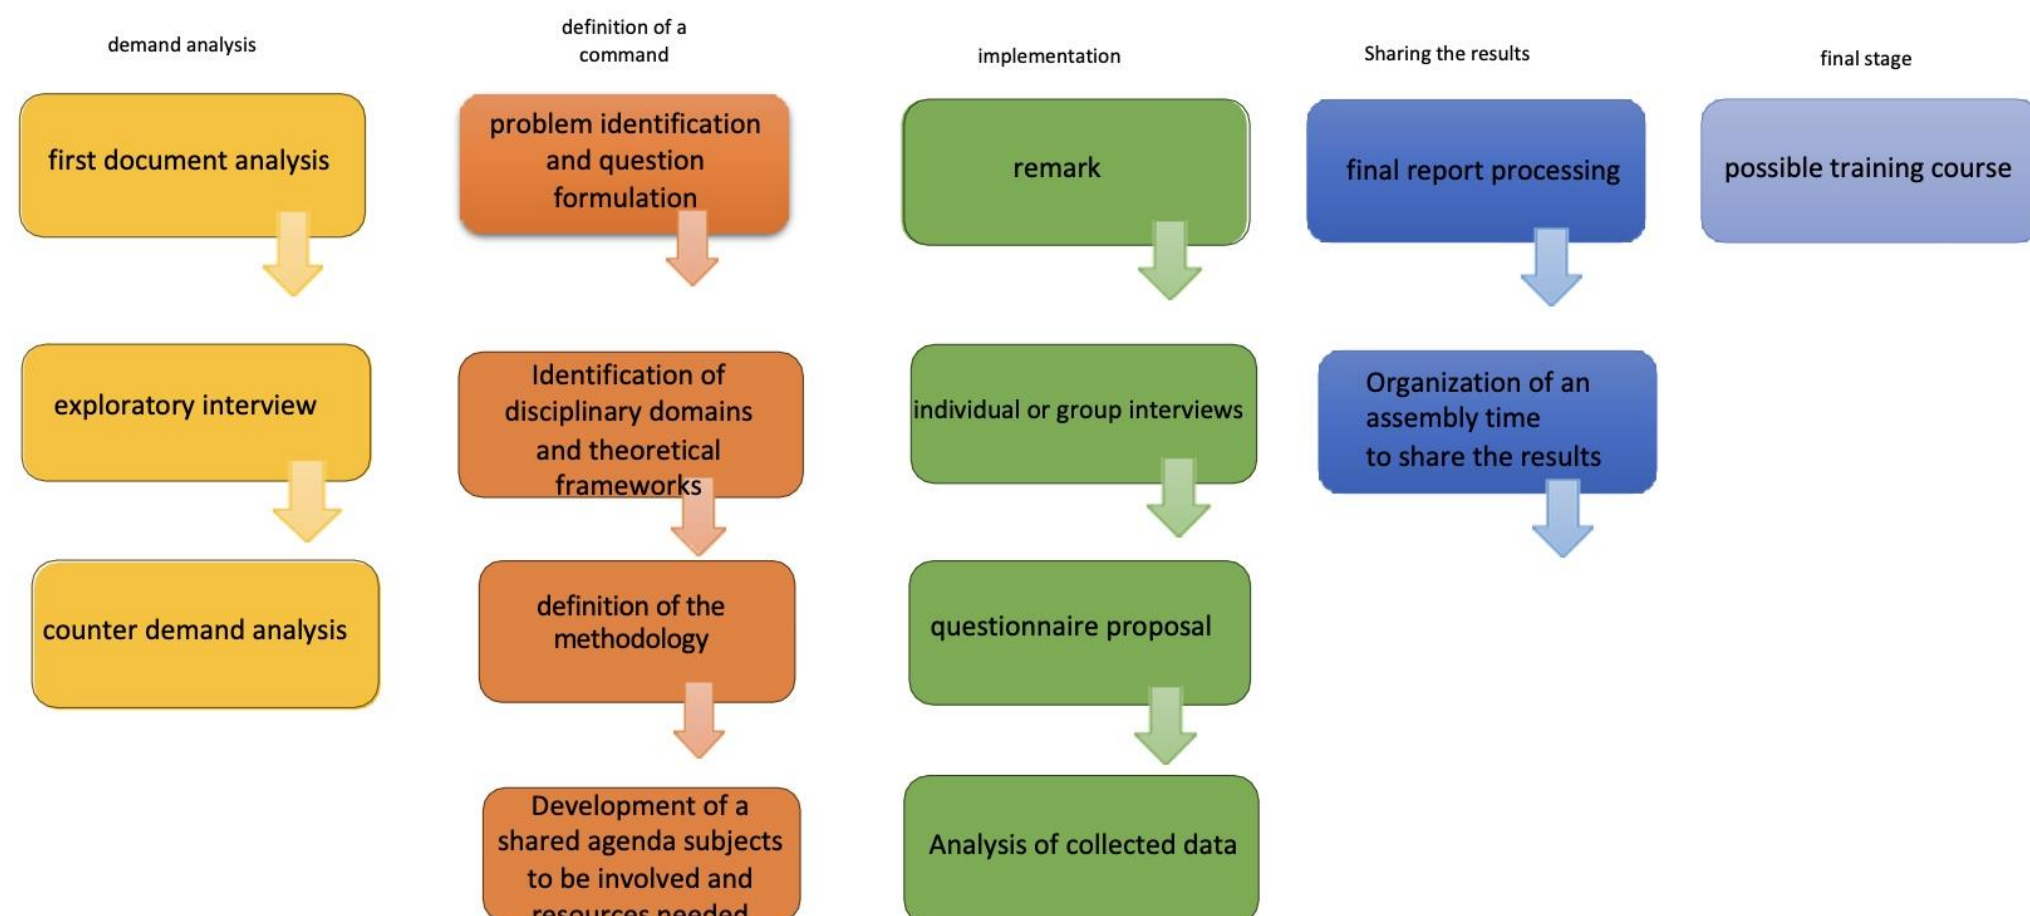 demand analysis
first document analysis
exploratory interview
counter demand analysis
definition of a
command
problem identification
and question
formulation
Identification of
disciplinary domains
and theoretical
frameworks
definition of the
methodology
Development of a
shared agenda subjects
to be involved and
resources needed
implementation
remark
individual or group interviews
questionnaire proposal
Analysis of collected data
Sharing the results
final report processing
Organization of an
assembly time
to share the results
final stage
possible training course